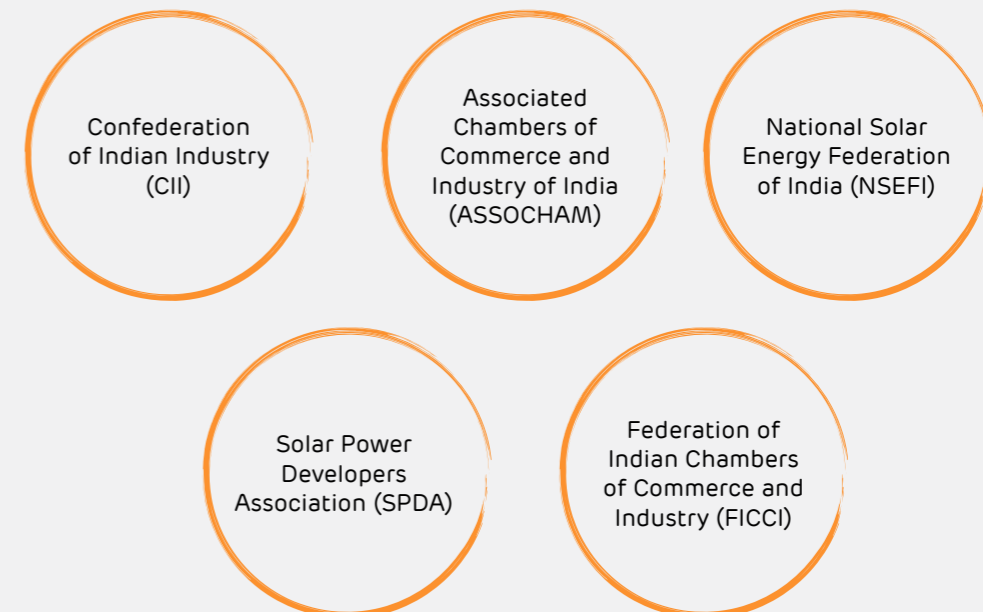 Confederation
of Indian Industry
(CII)
Associated
Chambers of
Commerce and
Industry of India
(ASSOCHAM)
National Solar
Energy Federation
of India (NSEFI)
Solar Power
Developers
Association (SPDA)
Federation of
Indian Chambers
of Commerce and
Industry (FICCI)